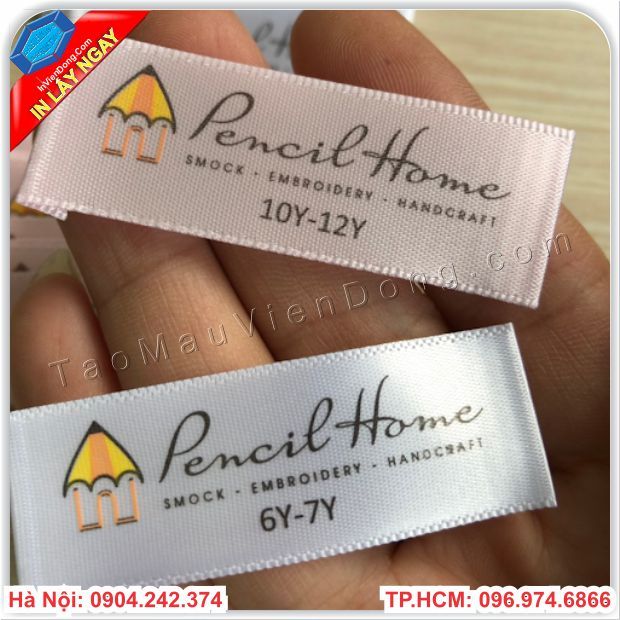 InVienDong.Com
IN LẤY NGAY
Pencil Home
SMOCK - EMBROIDERY - HANDCRAFT
10Y-12Y
TaoMauVienDong.com
Pencil Home
SMOCK - EMBROIDERY - HANDCRAFT
6Y-7Y
Hà Nội: 0904.242.374
TP.HCM: 096.974.6866